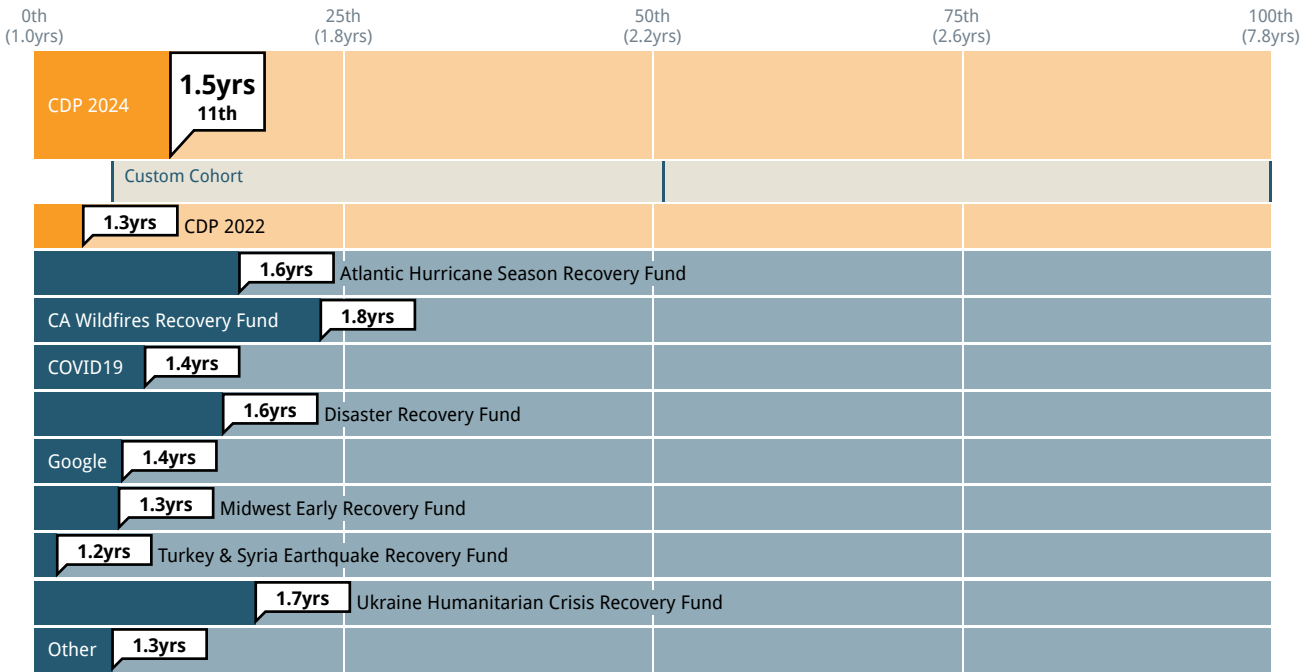 0th 25th 50th 75th 100th
(1.0yrs) (1.8yrs) (2.2yrs) (2.6yrs) (7.8yrs)
1.5yrs
CDP 2024
11th
Custom Cohort
1.3yrs CDP 2022
1.6yrs Atlantic Hurricane Season Recovery Fund
CA Wildfires Recovery Fund 1.8yrs
COVID19 1.4yrs
1.6yrs Disaster Recovery Fund
Google 1.4yrs
1.3yrs Midwest Early Recovery Fund
1.2yrs Turkey & Syria Earthquake Recovery Fund
1.7yrs Ukraine Humanitarian Crisis Recovery Fund
Other 1.3yrs